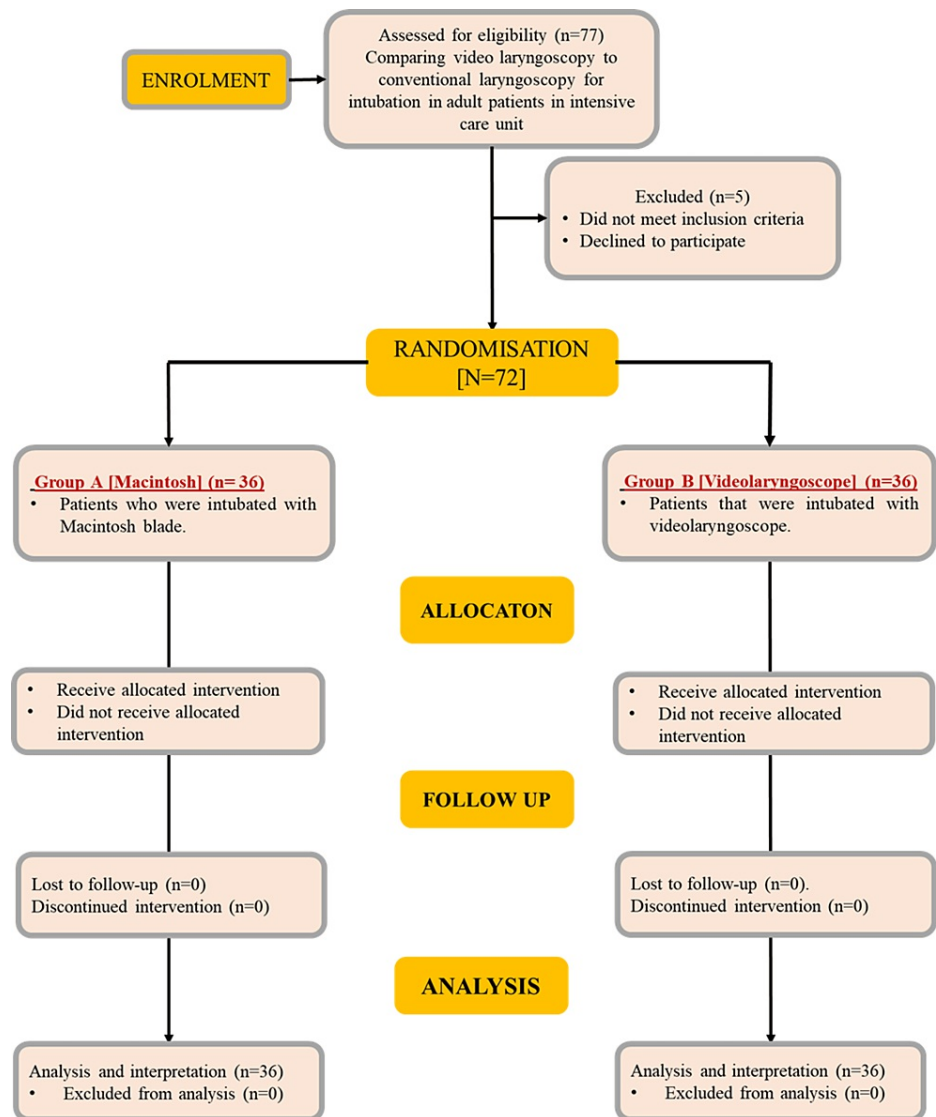 Assessed for eligibility (n=77)
Comparing video laryngoscopy to
conventional laryngoscopy for
intubation in adult patients in intensive
care unit
ENROLMENT
Excluded (n=5)
• Did not meet inclusion criteria
• Declined to participate
RANDOMISATION
[N=72]
Group A [Macintosh] (n= 36)
• Patients who were intubated with
Macintosh blade.
Group B [Videolaryngoscope] (n=36)
• Patients that were intubated with
videolaryngoscope.
ALLOCATON
• Receive allocated intervention
• Did not receive allocated
intervention
• Receive allocated intervention
• Did not receive allocated
intervention
FOLLOW UP
Lost to follow-up (n=0)
Discontinued intervention (n=0)
Lost to follow-up (n=0).
Discontinued intervention (n=0)
ANALYSIS
Analysis and interpretation (n=36)
• Excluded from analysis (n=0)
Analysis and interpretation (n=36)
• Excluded from analysis (n=0)